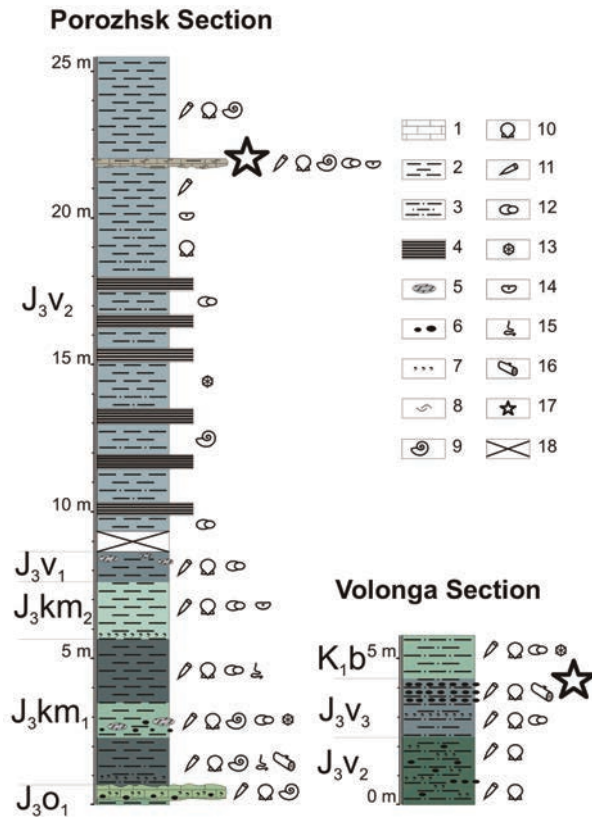 Porozhsk Section
25 m
20 m
J₃v₂
15 m
10 m
J₃v₁
J₃km₂
5 m
J₃km₁
J₃o₁
1 10
2 11
3 12
4 13
5 14
6 15
7 16
8 17
9 18
Volonga Section
K₁b 5 m
J₃v₃
J₃v₂
0 m